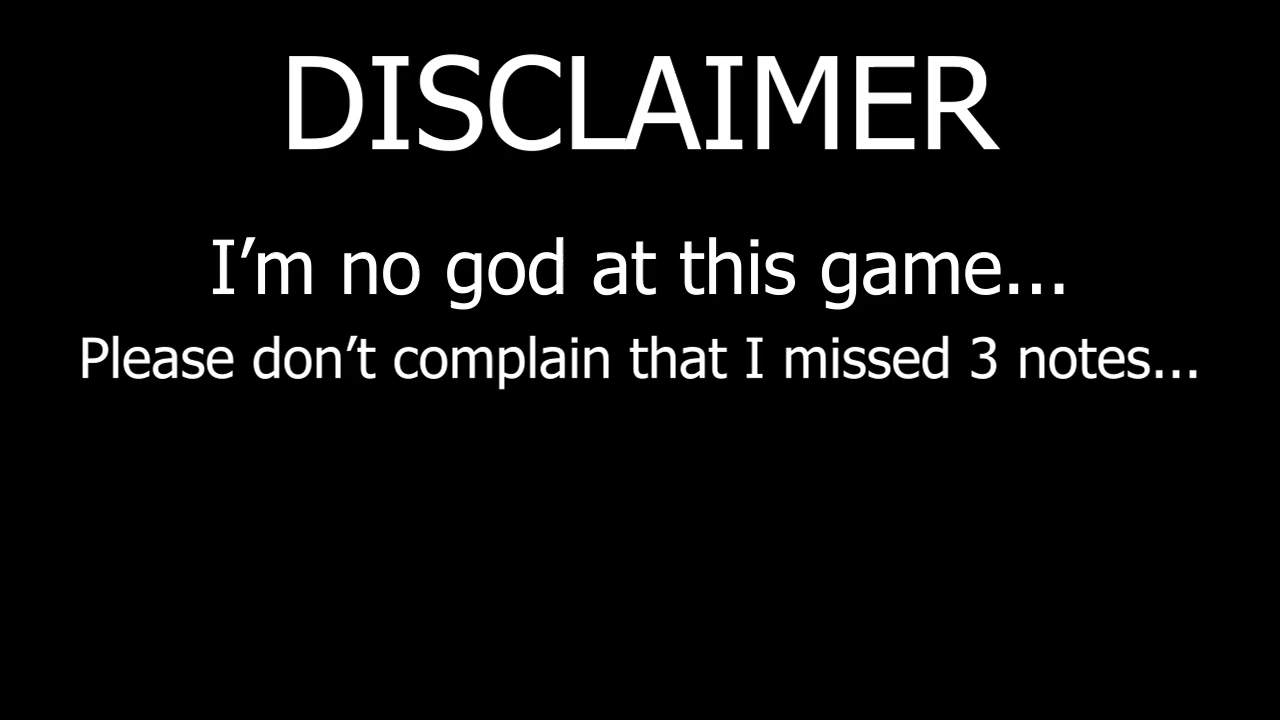 DISCLAIMER
I’m no god at this game...
Please don’t complain that I missed 3 notes...